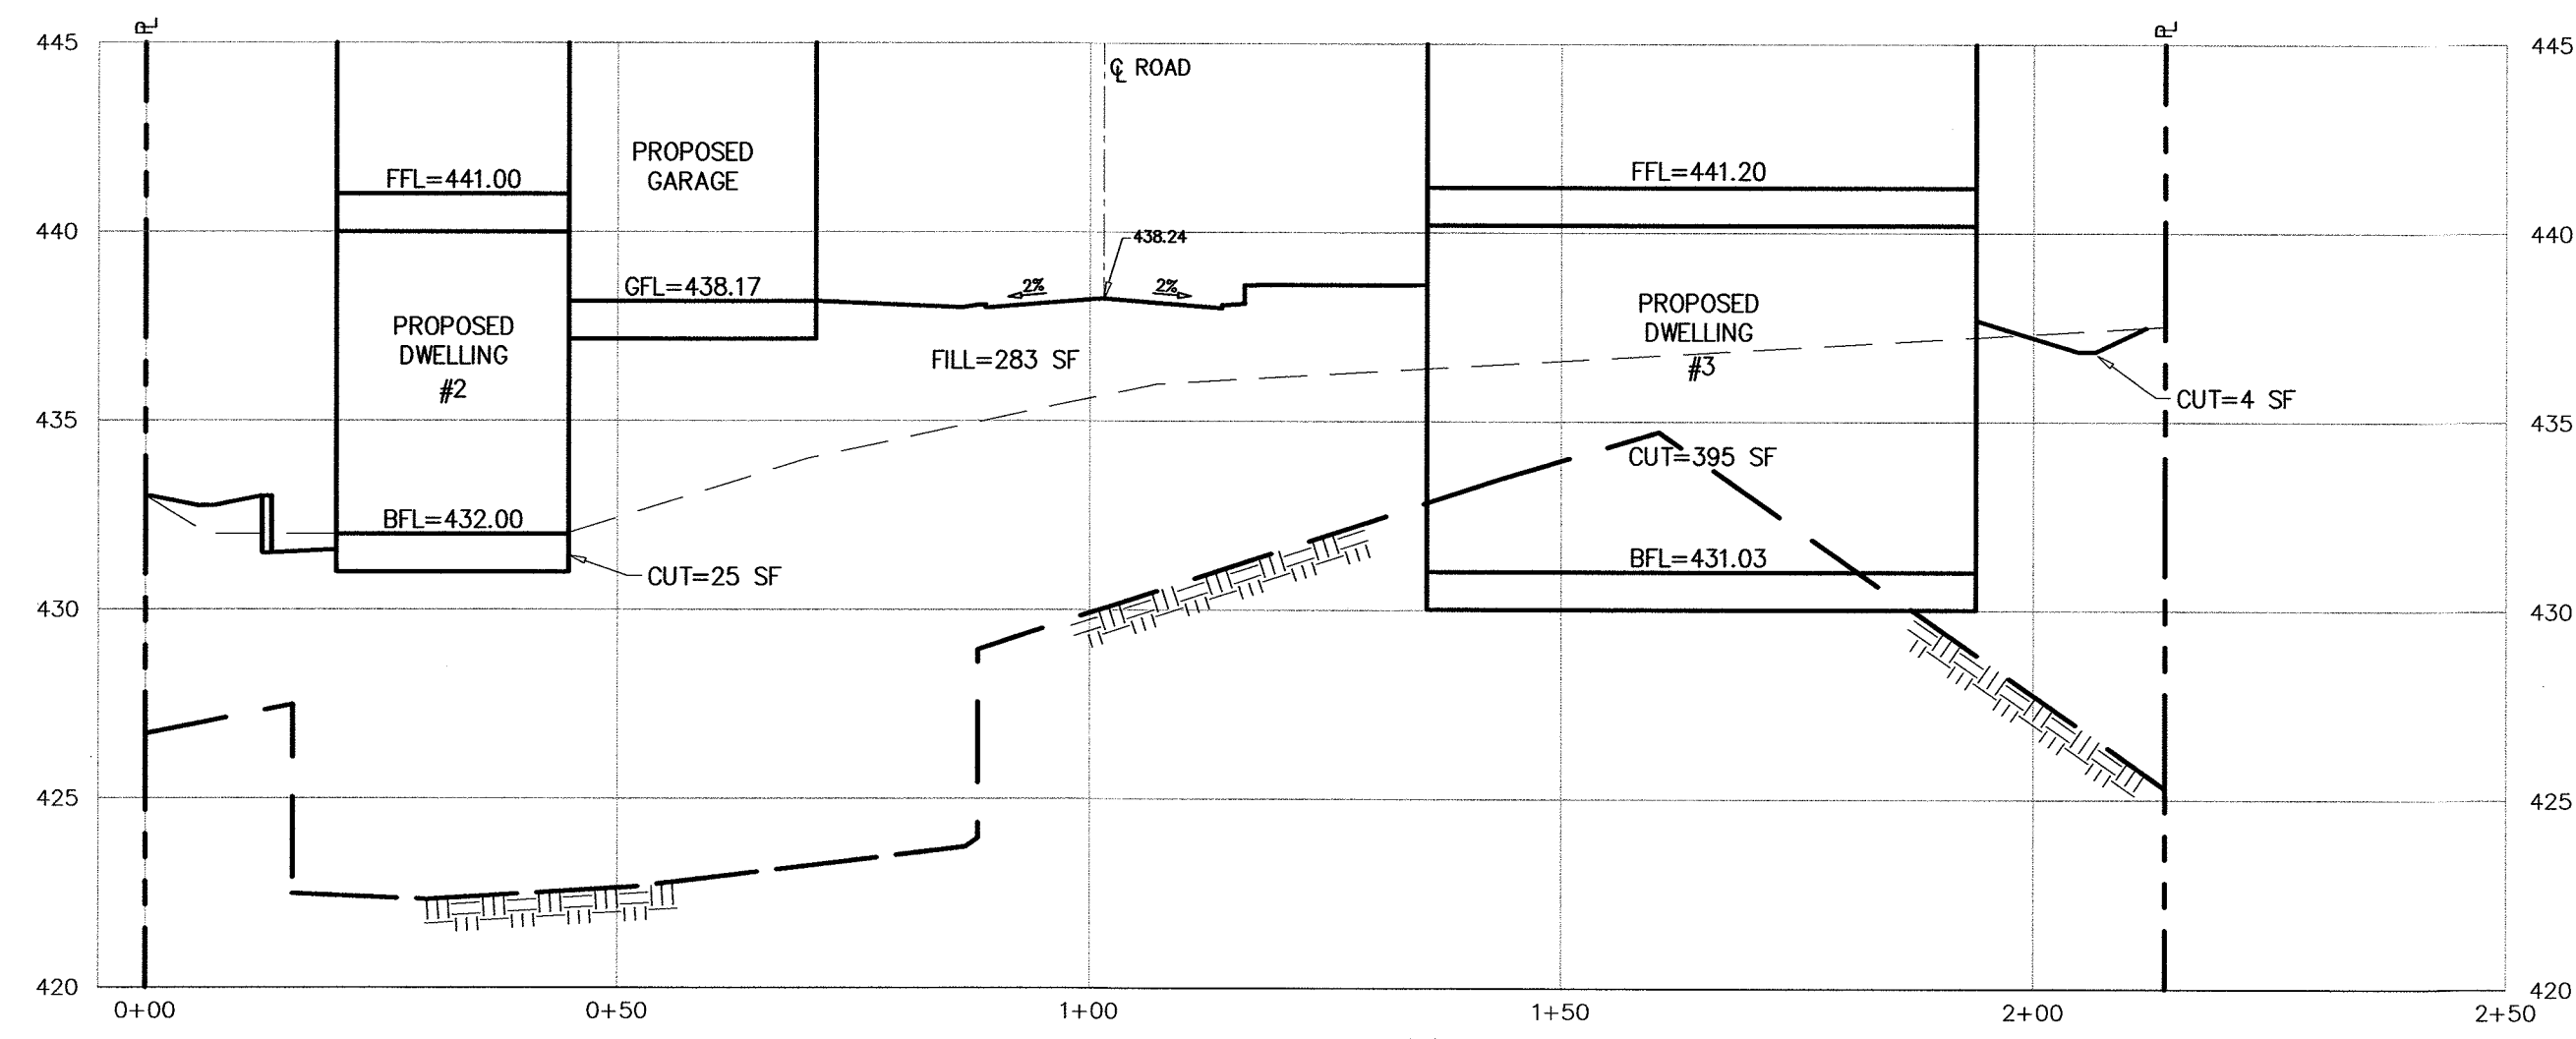 PL
PL
445
445
CL ROAD
PROPOSED
GARAGE
FFL=441.00
FFL=441.20
440
440
438.24
2%
2%
GFL=438.17
PROPOSED
DWELLING
#2
PROPOSED
DWELLING
#3
FILL=283 SF
CUT=4 SF
435
435
CUT=395 SF
BFL=432.00
BFL=431.03
CUT=25 SF
430
430
425
425
420
420
0+00
0+50
1+00
1+50
2+00
2+50